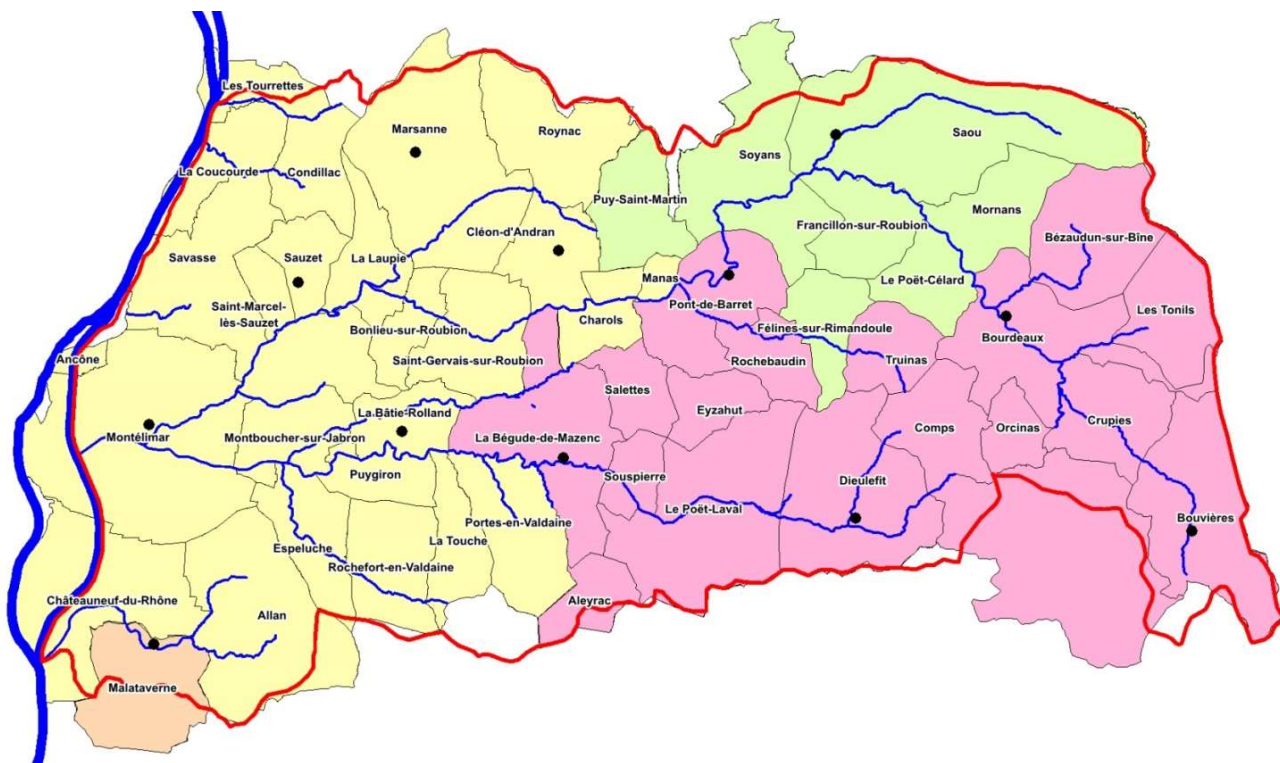 Les Tourrettes
Marsanne
Roynac
Saou
Soyans
La Coucourde
Condillac
Puy-Saint-Martin
Mornans
Francillon-sur-Roubion
Cléon-d'Andran
Bézaudun-sur-Bîne
Savasse
Sauzet
La Laupie
Manas
Le Poët-Célard
Pont-de-Barret
Saint-Marcel-
lès-Sauzet
Les Tonils
Charols
Bonlieu-sur-Roubion
Félines-sur-Rimandoule
Bourdeaux
Ancône
Saint-Gervais-sur-Roubion
Rochebaudin
Truinas
Salettes
Eyzahut
La Bâtie-Rolland
Crupies
Comps
Orcinas
Montélimar
Montboucher-sur-Jabron
La Bégude-de-Mazenc
Puygiron
Souspierre
Dieulefit
Le Poët-Laval
Bouvières
Portes-en-Valdaine
La Touche
Espeluche
Rochefort-en-Valdaine
Châteauneuf-du-Rhône
Aleyrac
Allan
Malataverne